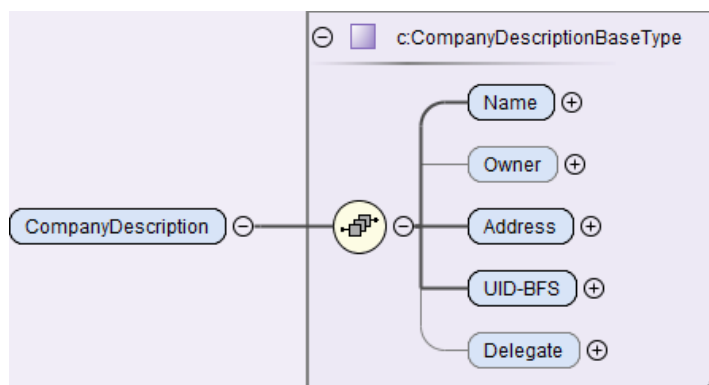 c:CompanyDescriptionBaseType
Name
Owner
CompanyDescription
Address
UID-BFS
Delegate